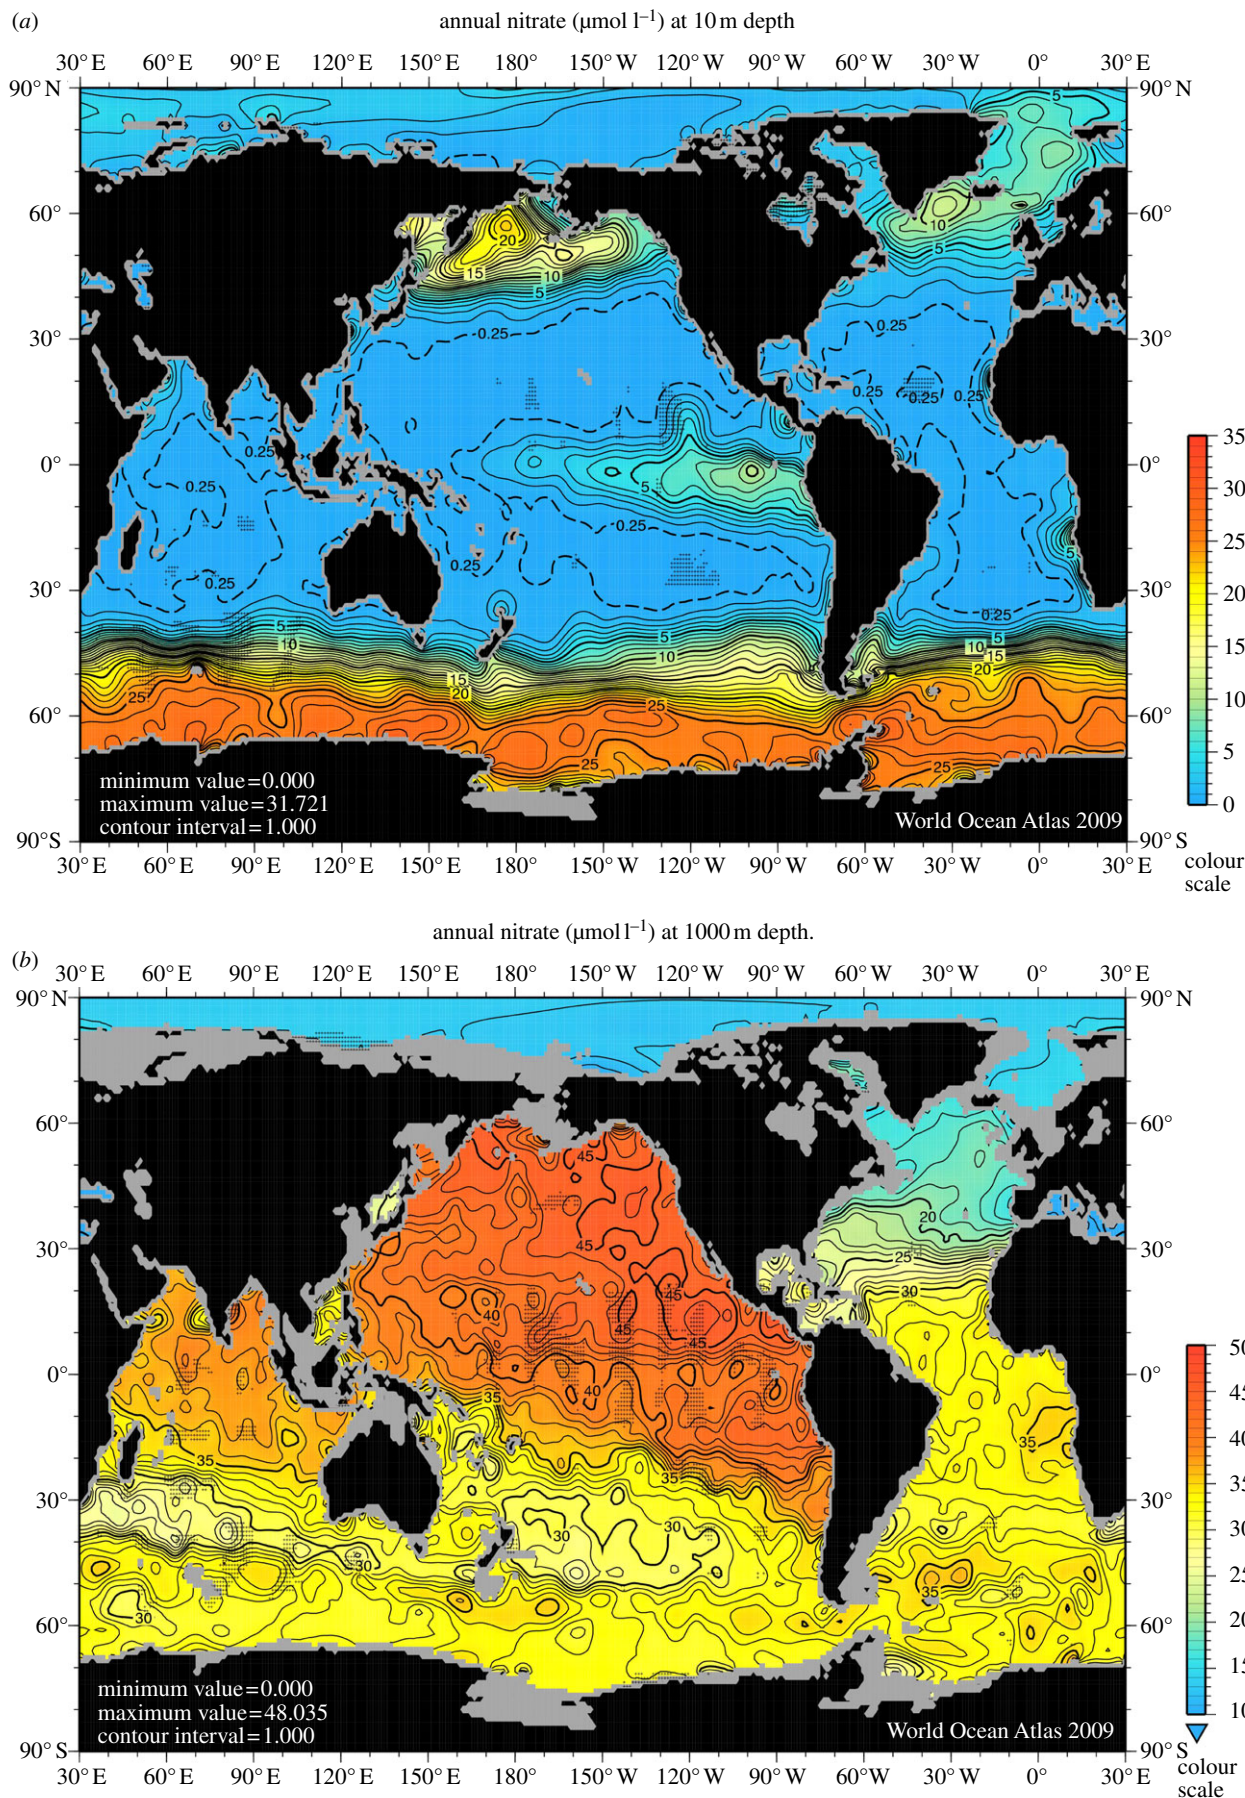 (a) annual nitrate (µmol l⁻¹) at 10 m depth
30° E 60° E 90° E 120° E 150° E 180° 150° W 120° W 90° W 60° W 30° W 0° 30° E
90° N 90° N
5
60° 60°
20 10
15 10 5
5
30° 0.25 0.25 30°
0.25 0.25 0.25
0.25
35
0° 0.25 5 0° 30
0.25
25
5
0.25 0.25
30° 0.25 30° 20
5 5 5
10 10 10 15
15
15 20 20
25 25
60° 60° 10
25 25
5
minimum value=0.000
maximum value=31.721
0
contour interval=1.000
World Ocean Atlas 2009
90° S 90° S
30° E 60° E 90° E 120° E 150° E 180° 150° W 120° W 90° W 60° W 30° W 0° 30° E
colour
scale
annual nitrate (µmol l⁻¹) at 1000 m depth.
(b)
30° E 60° E 90° E 120° E 150° E 180° 150° W 120° W 90° W 60° W 30° W 0° 30° E
90° N 90° N
60° 60°
45
20
30° 45 25 30°
45 30
40 45 45
50
0° 0°
35 40 45
35 35 40
35
30° 30° 35
30 30
30 30
35 25
30
60° 60° 20
15
minimum value=0.000
maximum value=48.035
10
contour interval=1.000
World Ocean Atlas 2009
90° S 90° S
30° E 60° E 90° E 120° E 150° E 180° 150° W 120° W 90° W 60° W 30° W 0° 30° E
colour
scale